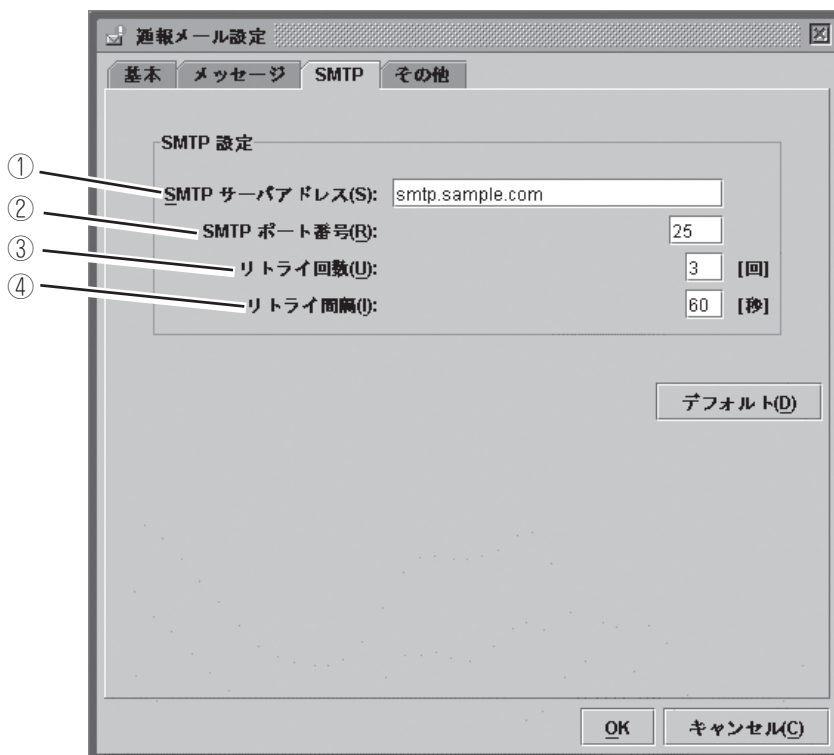 通報メール設定
基本 メッセージ SMTP その他
SMTP 設定
① SMTP サーバアドレス(S): smtp.sample.com
② SMTP ポート番号(R): 25
③ リトライ回数(U): 3 [回]
④ リトライ間隔(I): 60 [秒]
デフォルト(D)
OK キャンセル(C)